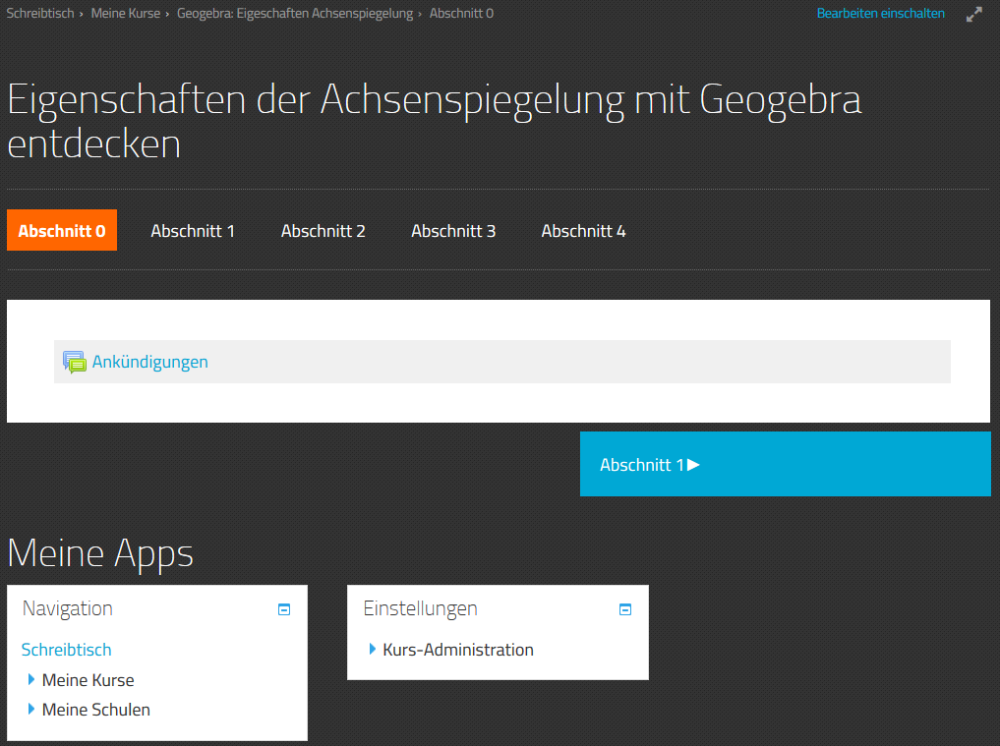 Schreibtisch › Meine Kurse › Geogebra: Eigeschaften Achsenspiegelung › Abschnitt 0 Bearbeiten einschalten
Eigenschaften der Achsenspiegelung mit Geogebra
entdecken
Abschnitt 0 Abschnitt 1 Abschnitt 2 Abschnitt 3 Abschnitt 4
Ankündigungen
Abschnitt 1▶
Meine Apps
Navigation
Schreibtisch
Meine Kurse
Meine Schulen
Einstellungen
Kurs-Administration